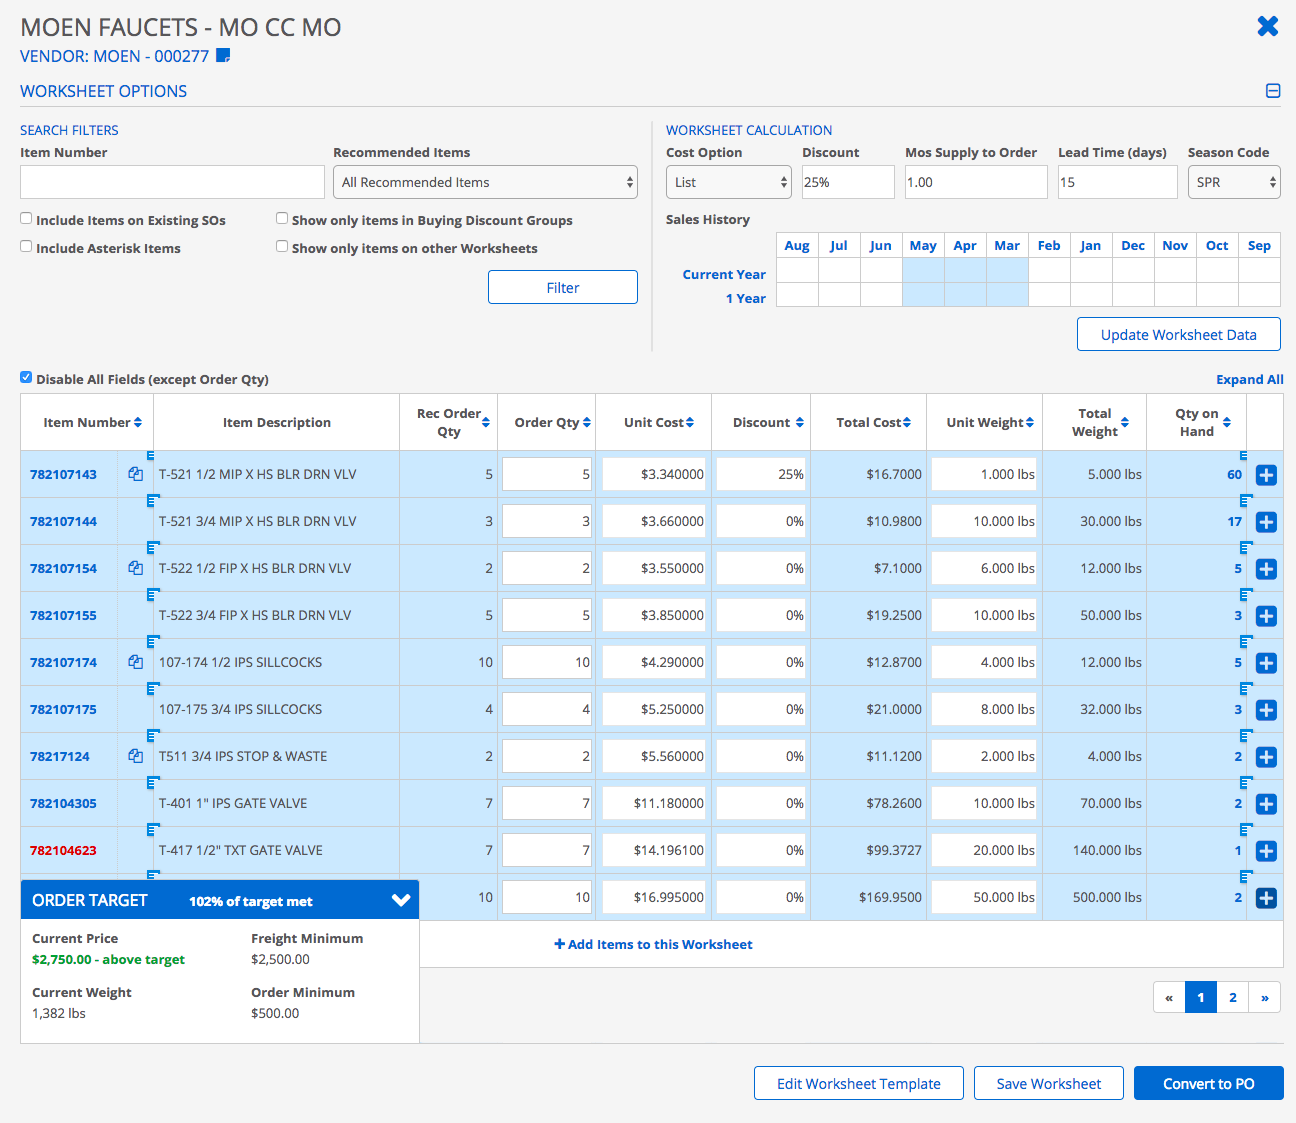 MOEN FAUCETS - MO CC MO
VENDOR: MOEN - 000277
WORKSHEET OPTIONS
SEARCH FILTERS
Item Number
Recommended Items
All Recommended Items
Include Items on Existing SOs
Show only items in Buying Discount Groups
Include Asterisk Items
Show only items on other Worksheets
Filter
WORKSHEET CALCULATION
Cost Option
Discount
Mos Supply to Order
Lead Time (days)
Season Code
List
25%
1.00
15
SPR
Sales History
Aug Jul Jun May Apr Mar Feb Jan Dec Nov Oct Sep
Current Year
1 Year
Update Worksheet Data
Disable All Fields (except Order Qty)
Expand All
Item Number Item Description Rec Order Qty Order Qty Unit Cost Discount Total Cost Unit Weight Total Weight Qty on Hand
782107143 T-521 1/2 MIP X HS BLR DRN VLV 5 5 $3.340000 25% $16.7000 1.000 lbs 5.000 lbs 60
782107144 T-521 3/4 MIP X HS BLR DRN VLV 3 3 $3.660000 0% $10.9800 10.000 lbs 30.000 lbs 17
782107154 T-522 1/2 FIP X HS BLR DRN VLV 2 2 $3.550000 0% $7.1000 6.000 lbs 12.000 lbs 5
782107155 T-522 3/4 FIP X HS BLR DRN VLV 5 5 $3.850000 0% $19.2500 10.000 lbs 50.000 lbs 3
782107174 107-174 1/2 IPS SILLCOCKS 10 10 $4.290000 0% $12.8700 4.000 lbs 12.000 lbs 5
782107175 107-175 3/4 IPS SILLCOCKS 4 4 $5.250000 0% $21.0000 8.000 lbs 32.000 lbs 3
78217124 T511 3/4 IPS STOP & WASTE 2 2 $5.560000 0% $11.1200 2.000 lbs 4.000 lbs 2
782104305 T-401 1" IPS GATE VALVE 7 7 $11.180000 0% $78.2600 10.000 lbs 70.000 lbs 2
782104623 T-417 1/2" TXT GATE VALVE 7 7 $14.196100 0% $99.3727 20.000 lbs 140.000 lbs 1
10 10 $16.995000 0% $169.9500 50.000 lbs 500.000 lbs 2
ORDER TARGET 102% of target met
Current Price
$2,750.00 - above target
Freight Minimum
$2,500.00
Current Weight
1,382 lbs
Order Minimum
$500.00
Add Items to this Worksheet
« 1 2 »
Edit Worksheet Template
Save Worksheet
Convert to PO